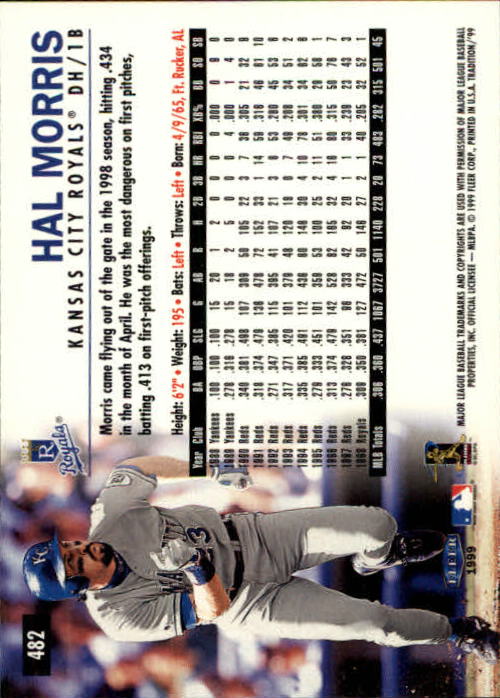 482
ROYALS
R
Royals®
HAL MORRIS
KANSAS CITY ROYALS® DH/1B
Morris came flying out of the gate in the 1998 season, hitting .434
in the month of April. He was the most dangerous on first pitches,
batting .413 on first-pitch offerings.
Height: 6'2" • Weight: 195 • Bats: Left • Throws: Left • Born: 4/9/65, Ft. Rucker, AL
Year Club BA OBP SLG G AB R H 2B 3B HR RBI XB% BB SO SB
1988 Yankees .100 .100 .100 15 20 1 2 0 0 0 0 .000 0 9 0
1989 Yankees .278 .316 .278 15 18 2 5 0 0 0 4 .000 1 4 0
1990 Reds .340 .381 .498 107 309 50 105 22 3 7 36 .305 21 32 9
1991 Reds .318 .374 .479 136 478 72 152 33 1 14 59 .316 46 61 10
1992 Reds .271 .347 .385 115 395 41 107 21 3 6 53 .280 45 53 6
1993 Reds .317 .371 .420 101 379 48 120 18 0 7 49 .208 34 51 2
1994 Reds .335 .385 .491 112 436 60 146 30 4 10 78 .301 34 62 6
1995 Reds .279 .333 .451 101 359 53 100 25 2 11 51 .380 29 58 1
1996 Reds .313 .374 .479 142 528 82 165 32 4 16 80 .315 50 76 7
1997 Reds .276 .328 .351 96 333 42 92 20 1 1 33 .239 23 43 3
1998 Royals .309 .350 .381 127 472 50 146 27 2 1 40 .205 32 52 1
MLB Totals .306 .360 .437 1067 3727 501 1140 228 20 73 483 .282 315 501 45
MAJOR LEAGUE BASEBALL TRADEMARKS AND COPYRIGHTS ARE USED WITH PERMISSION OF MAJOR LEAGUE BASEBALL
PROPERTIES, INC. OFFICIAL LICENSEE — MLBPA. © 1999 FLEER CORP., PRINTED IN U.S.A. TRADITION/'99
FLEER
1999
KC